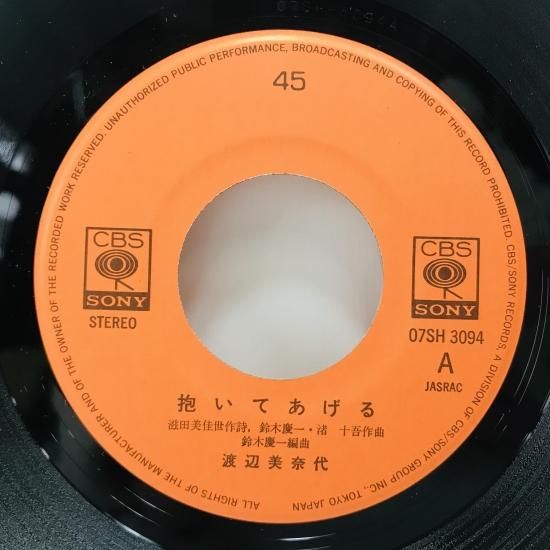 ALL RIGHTS OF THE MANUFACTURER AND OF THE OWNER OF THE RECORDED WORK RESERVED. UNAUTHORIZED PUBLIC PERFORMANCE, BROADCASTING AND COPYING OF THIS RECORD PROHIBITED. CBS/SONY RECORDS, A DIVISION OF CBS/SONY GROUP INC., TOKYO JAPAN
45
CBS
SONY
STEREO
CBS
SONY
07SH 3094
A
JASRAC
抱いてあげる
滋田美佳世作詩, 鈴木慶一・渚 十吾作曲
鈴木慶一編曲
渡辺美奈代